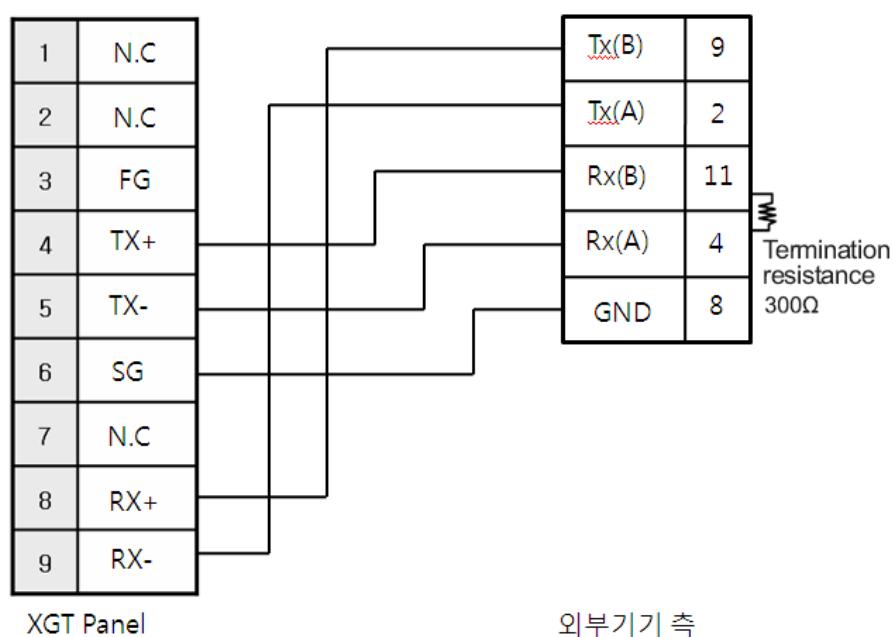 1 N.C
2 N.C
3 FG
4 TX+
5 TX-
6 SG
7 N.C
8 RX+
9 RX-
XGT Panel
Tx(B) 9
Tx(A) 2
Rx(B) 11
Rx(A) 4
GND 8
Termination
resistance
300Ω
외부기기 측